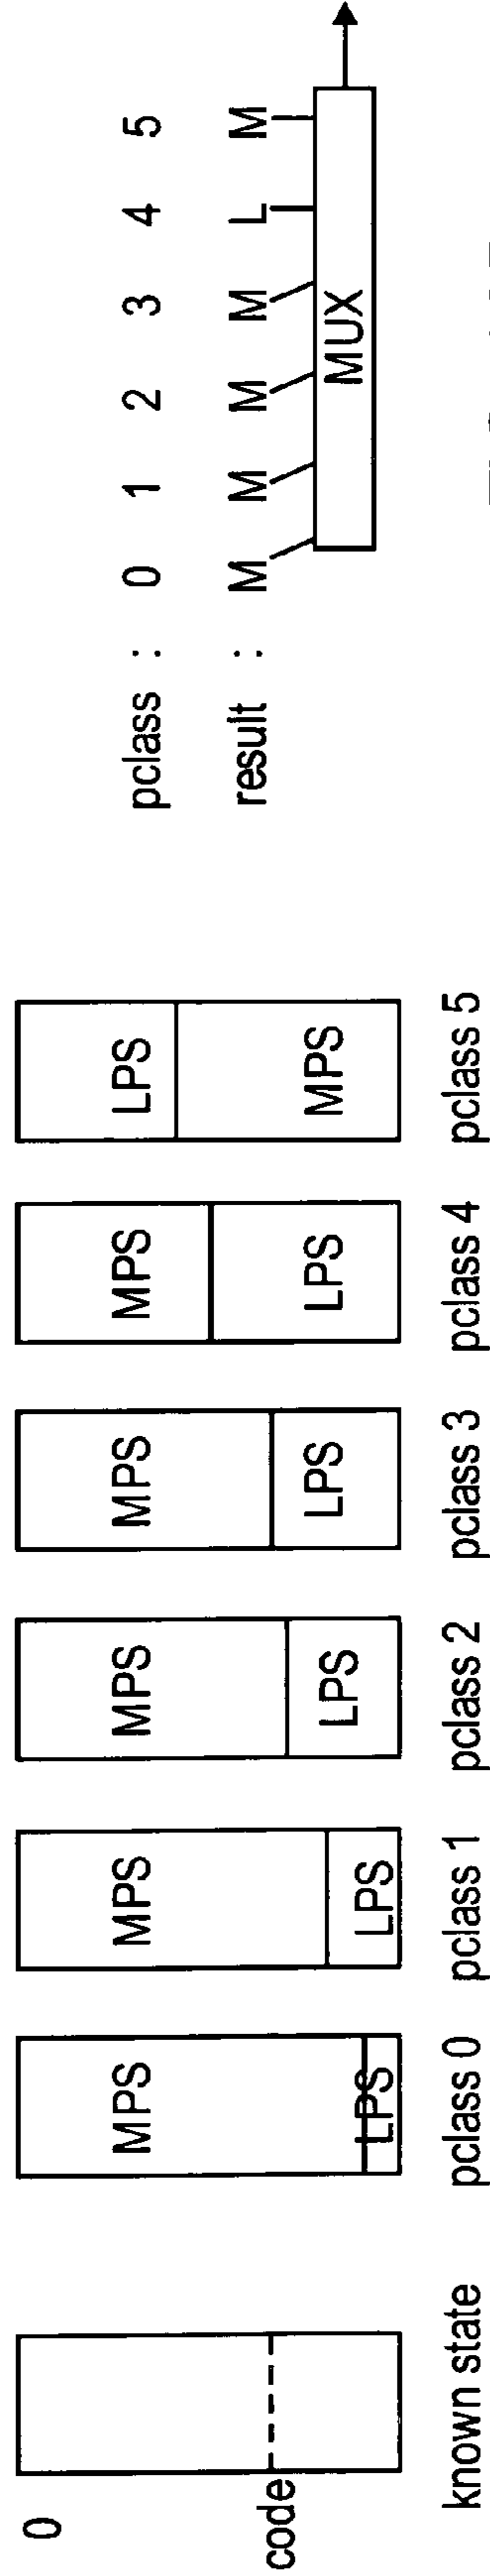 0
code
known state
MPS
LPS
pclass 0
MPS
LPS
pclass 1
MPS
LPS
pclass 2
MPS
LPS
pclass 3
MPS
LPS
pclass 4
LPS
MPS
pclass 5
pclass : 0 1 2 3 4 5
result : M M M M L M
MUX